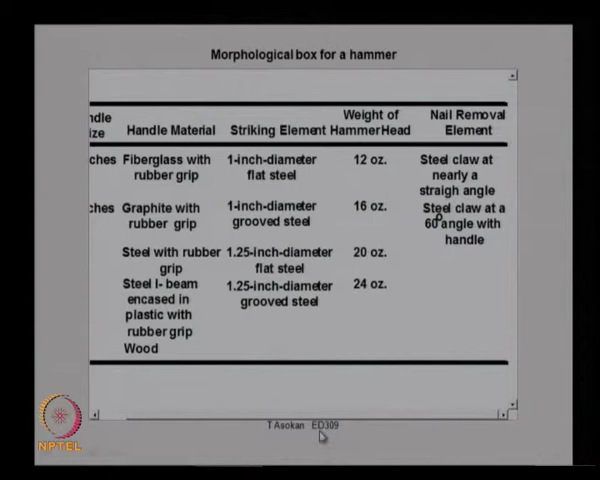 Morphological box for a hammer
ndle Weight of Nail Removal
ize Handle Material Striking Element HammerHead Element
ches Fiberglass with 1-inch-diameter 12 oz. Steel claw at
rubber grip flat steel nearly a
straigh angle
ches Graphite with 1-inch-diameter 16 oz. Steel claw at a
rubber grip grooved steel 60° angle with
handle
Steel with rubber 1.25-inch-diameter 20 oz.
grip flat steel
Steel I- beam 1.25-inch-diameter 24 oz.
encased in grooved steel
plastic with
rubber grip
Wood
T Asokan ED309
NPTEL